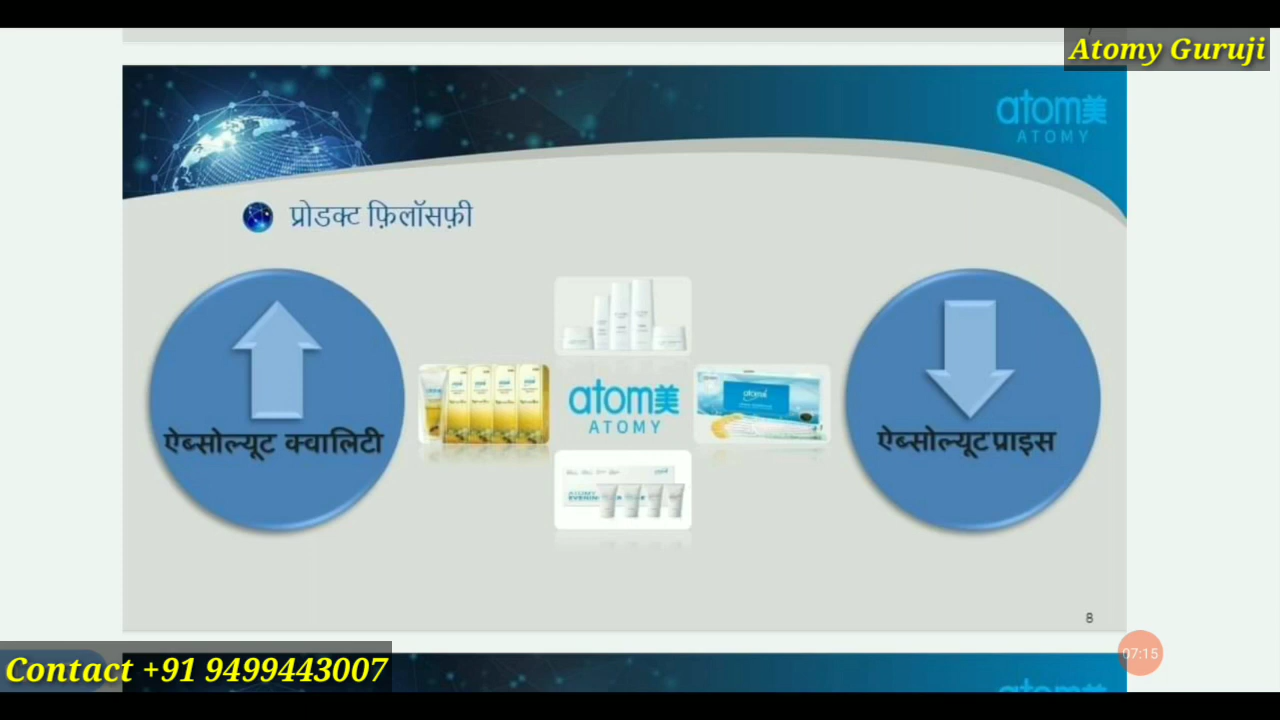 Atomy Guruji
atom美
ATOMY
प्रोडक्ट फ़िलॉसफ़ी
ऐब्सोल्यूट क्वालिटी
atom美
ATOMY
ऐब्सोल्यूट प्राइस
8
Contact +91 9499443007
07:15